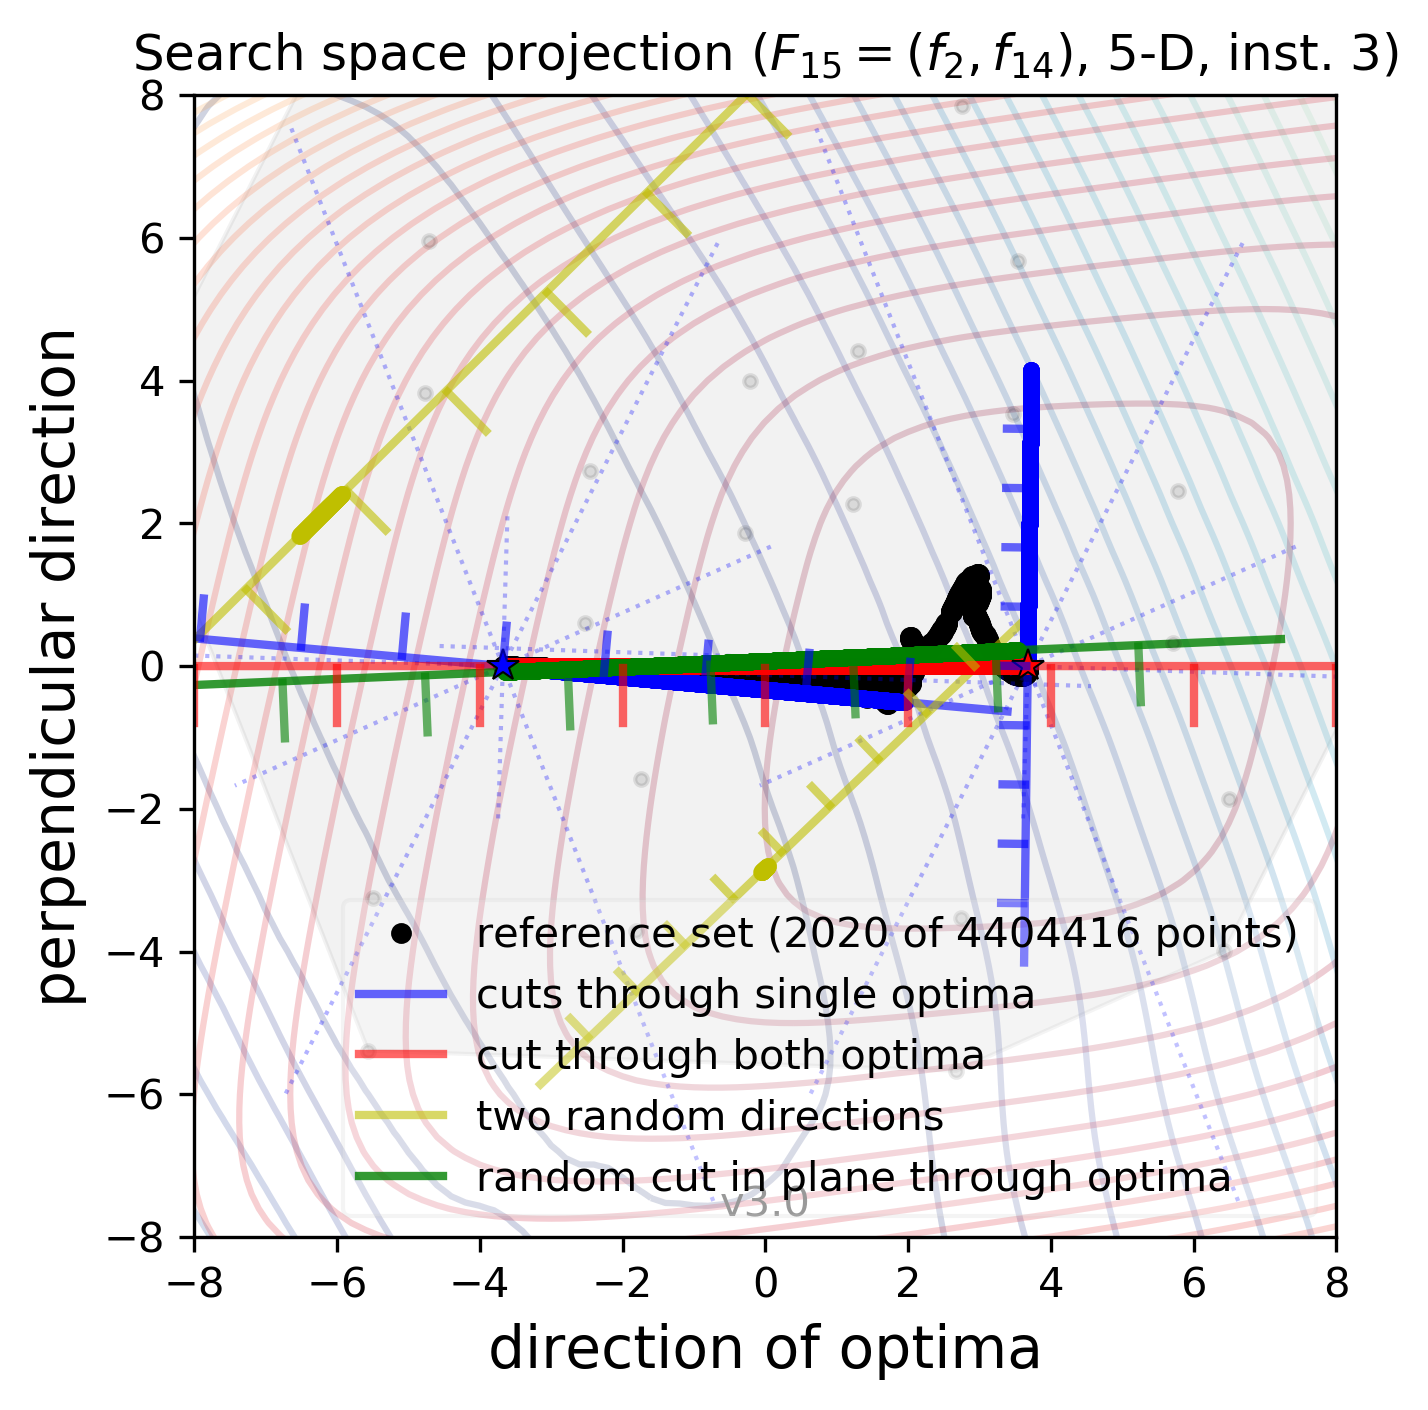 Search space projection (F₁₅ = (f₂, f₁₄), 5-D, inst. 3)
8
6
4
2
0
−2
−4
−6
−8
perpendicular direction
reference set (2020 of 4404416 points)
cuts through single optima
cut through both optima
two random directions
random cut in plane through optima
v3.0
−8 −6 −4 −2 0 2 4 6 8
direction of optima